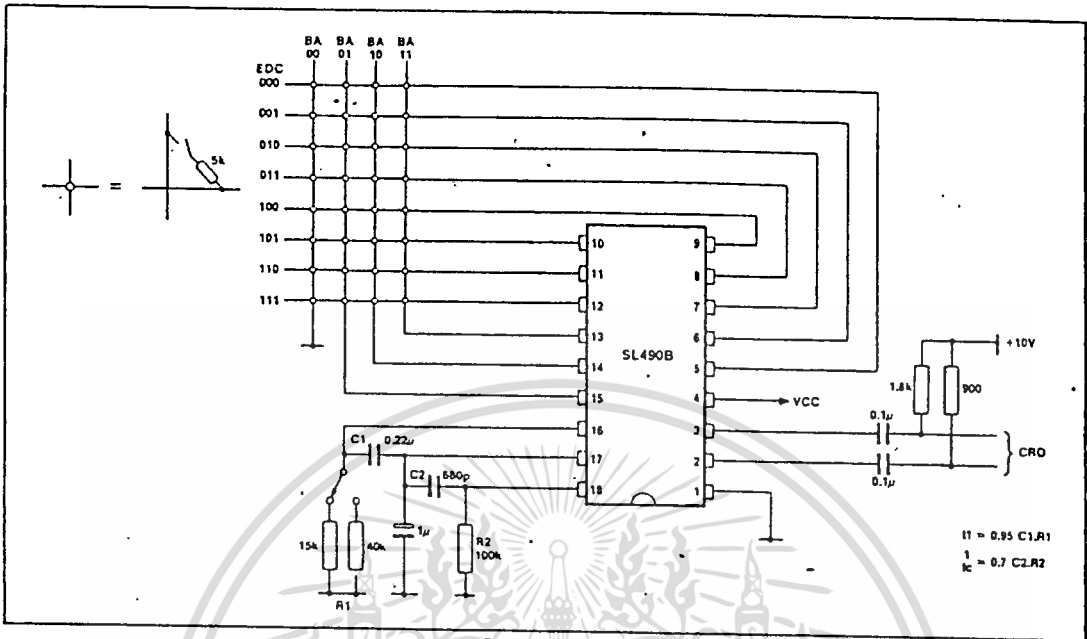 BA BA BA BA
00 01 10 11
EDC
000
001
010
011
100
101
110
111
5k
=
10 9
11 8
12 7
13 6
SL490B
14 5
+10V
1.8k 900
15 4 VCC
16 3
0.1μ
C1 0.22μ
17 2
CRO
C2 680p
0.1μ
18 1
15k 40k 1μ R2
100k
R1
t1 = 0.95 C1.R1
1
fc = 0.7 C2.R2